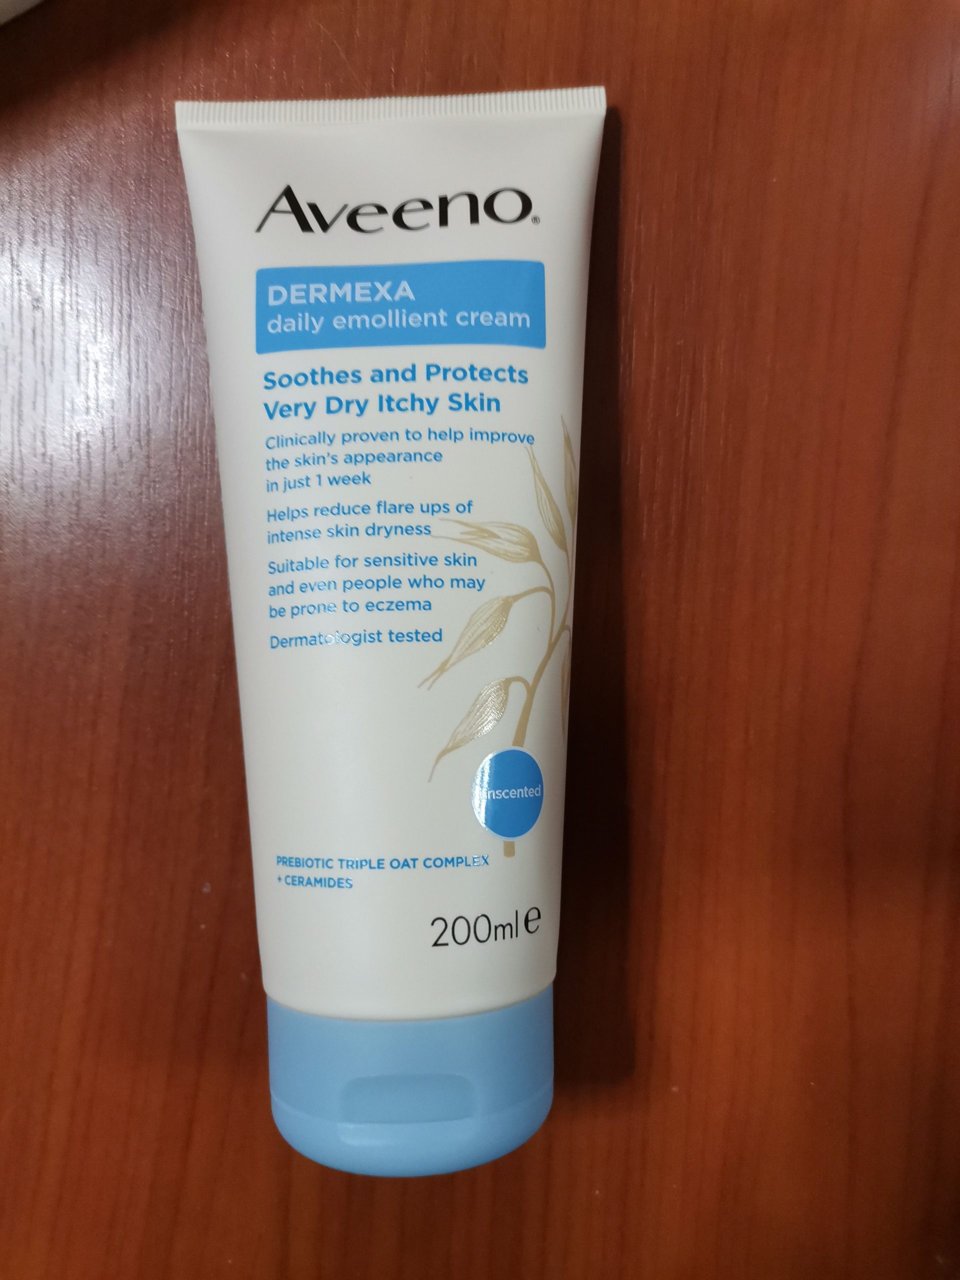 Aveeno®
DERMEXA
daily emollient cream
Soothes and Protects
Very Dry Itchy Skin
Clinically proven to help improve
the skin's appearance
in just 1 week
Helps reduce flare ups of
intense skin dryness
Suitable for sensitive skin
and even people who may
be prone to eczema
Dermatologist tested
unscented
PREBIOTIC TRIPLE OAT COMPLEX
+ CERAMIDES
200ml e